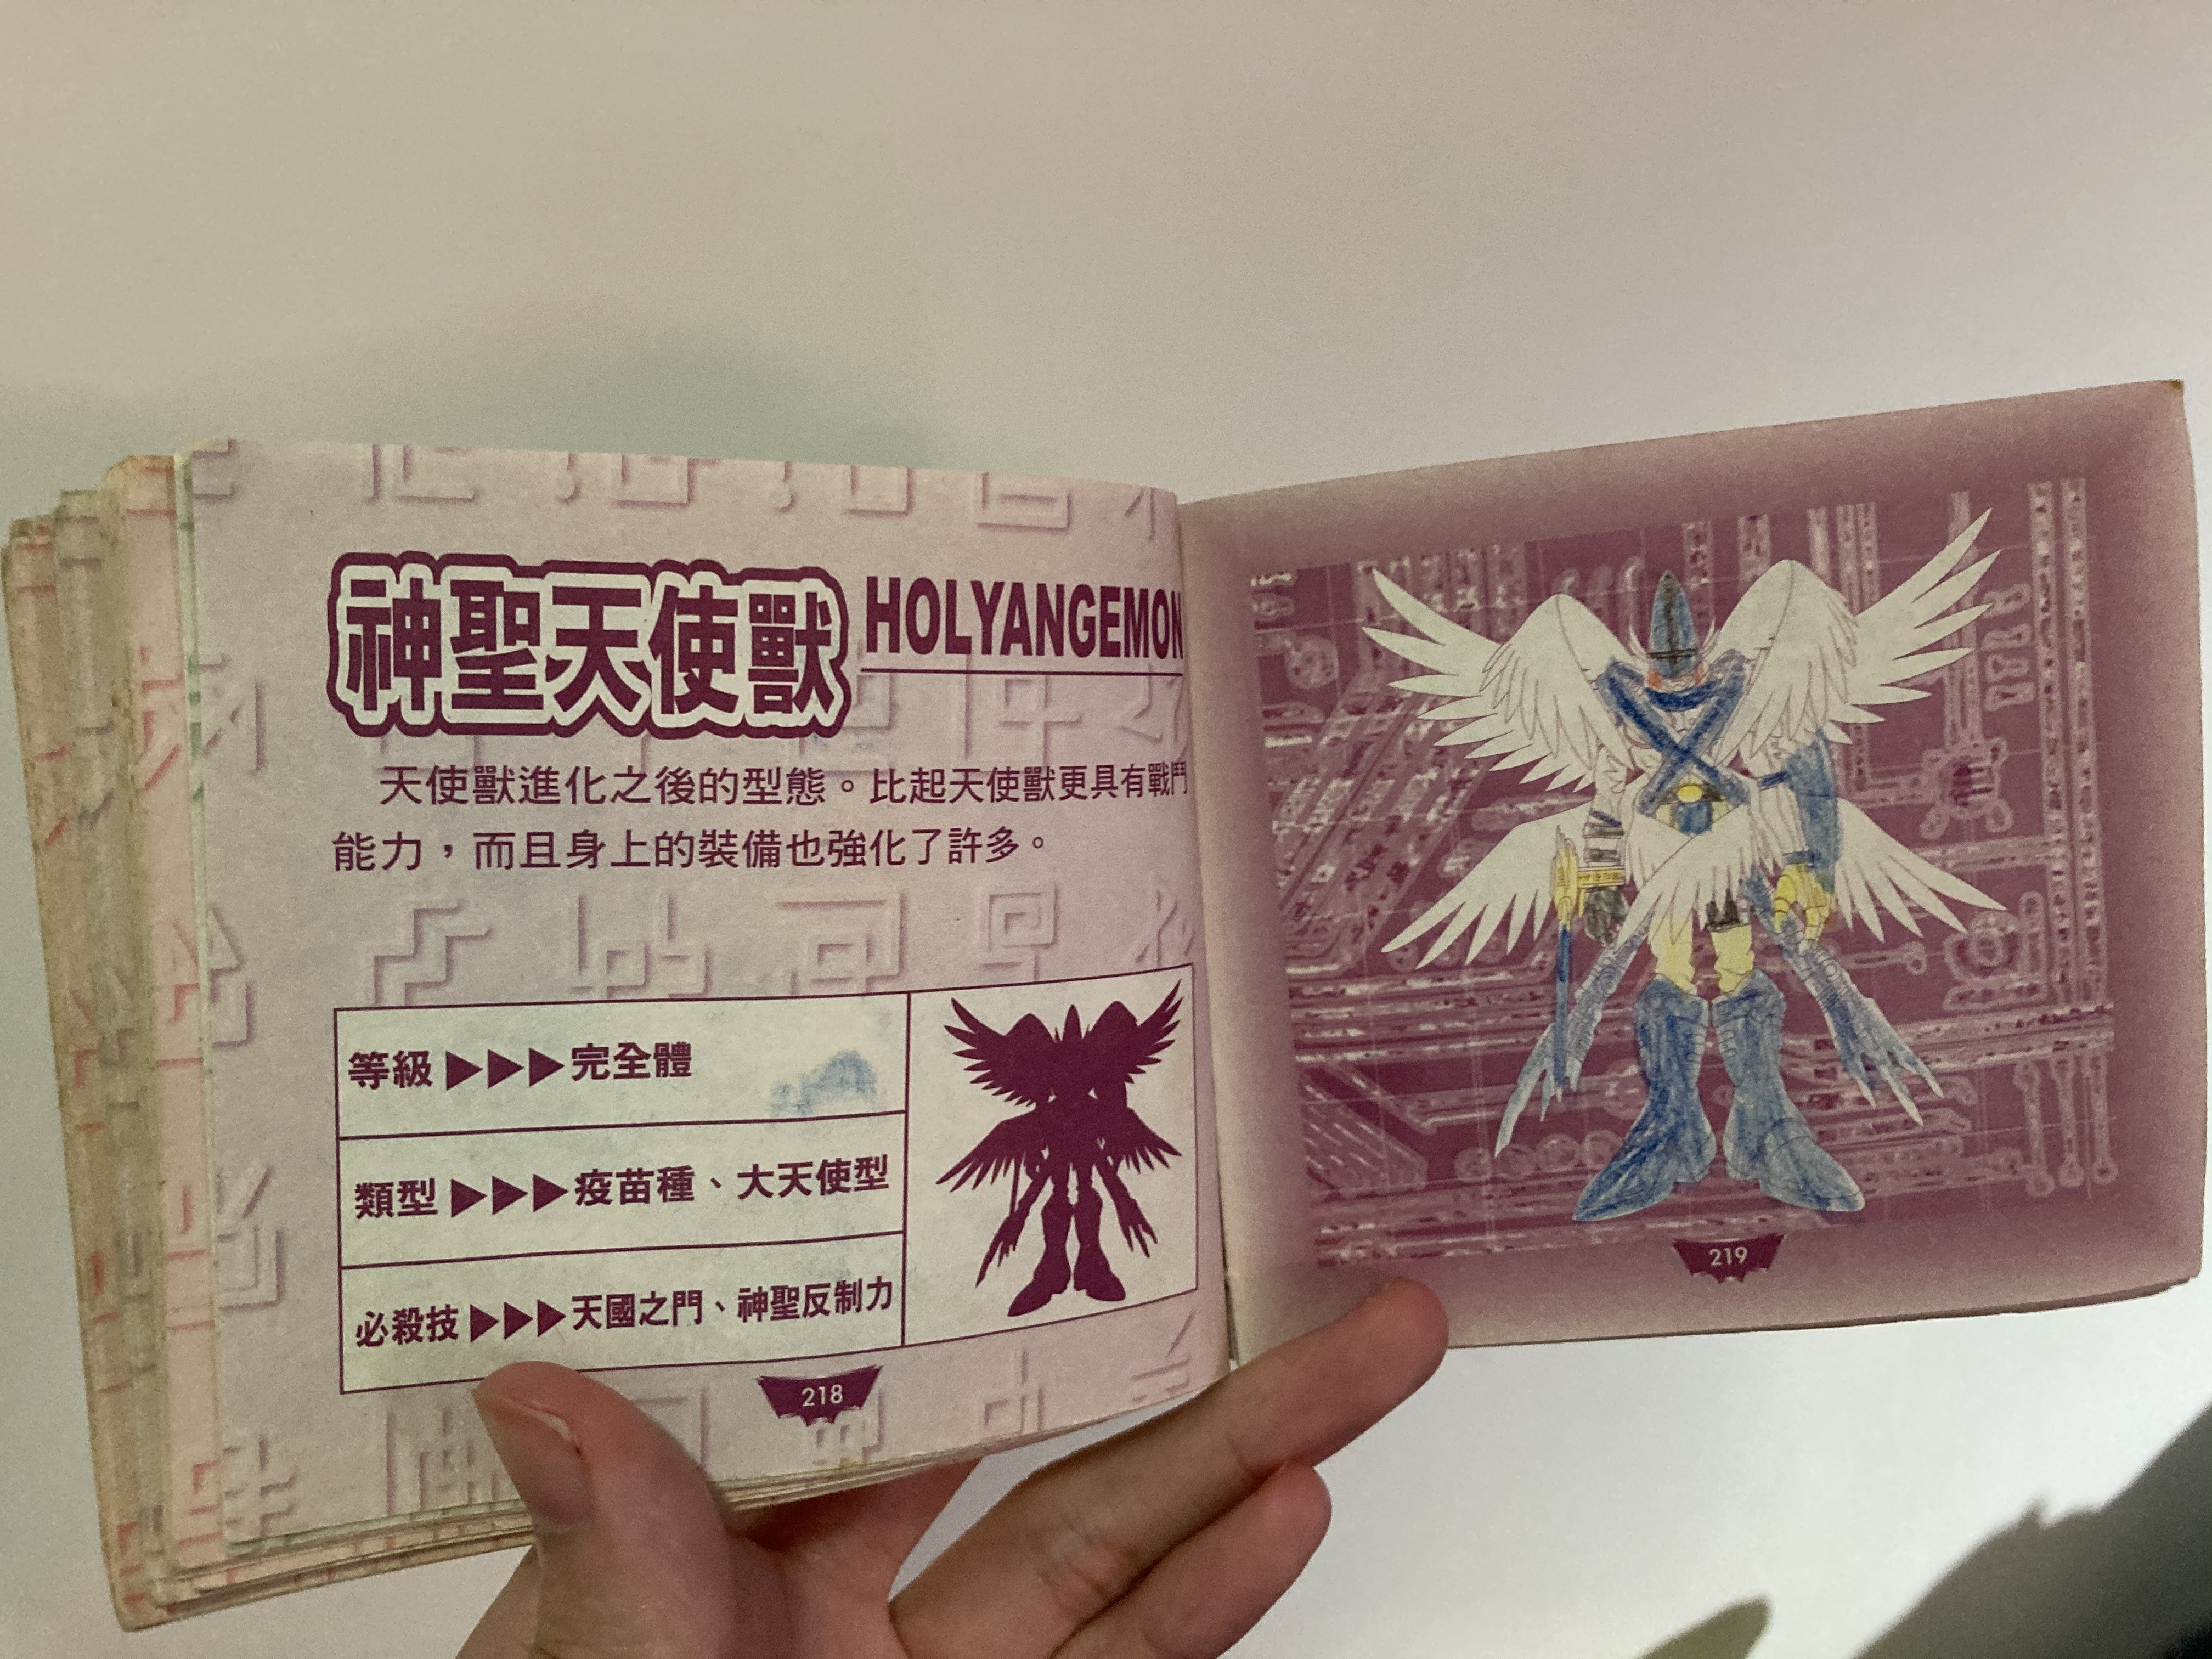 神聖天使獸 HOLYANGEMON
天使獸進化之後的型態。比起天使獸更具有戰鬥
能力，而且身上的裝備也強化了許多。
等級▶▶▶完全體
類型▶▶▶疫苗種、大天使型
必殺技▶▶▶天國之門、神聖反制力
218
219